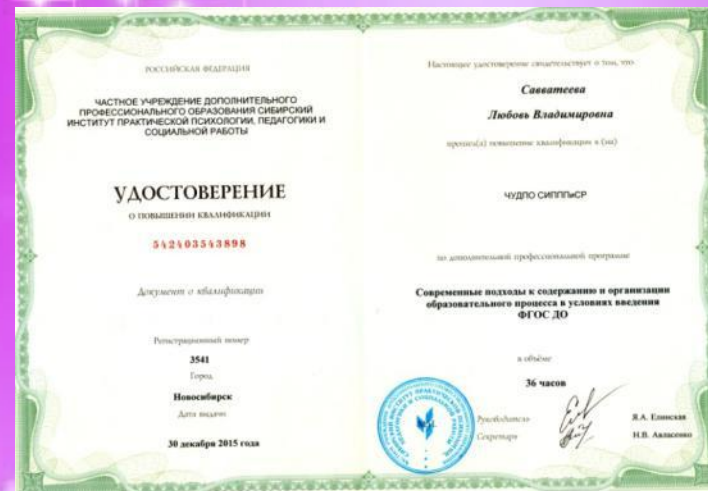 РОССИЙСКАЯ ФЕДЕРАЦИЯ
ЧАСТНОЕ УЧРЕЖДЕНИЕ ДОПОЛНИТЕЛЬНОГО
ПРОФЕССИОНАЛЬНОГО ОБРАЗОВАНИЯ СИБИРСКИЙ
ИНСТИТУТ ПРАКТИЧЕСКОЙ ПСИХОЛОГИИ, ПЕДАГОГИКИ И
СОЦИАЛЬНОЙ РАБОТЫ
УДОСТОВЕРЕНИЕ
О ПОВЫШЕНИИ КВАЛИФИКАЦИИ
542403543898
Документ о квалификации
Регистрационный номер
3541
Город
Новосибирск
Дата выдачи
30 декабря 2015 года
Настоящее удостоверение свидетельствует о том, что
Савватеева
Любовь Владимировна
прошел(а) повышение квалификации в (на)
ЧУДПО СИПППиСР
по дополнительной профессиональной программе
Современные подходы к содержанию и организации
образовательного процесса в условиях введения
ФГОС ДО
в объёме
36 часов
Руководитель
Я.А. Елинская
Секретарь
Н.В. Авласенко